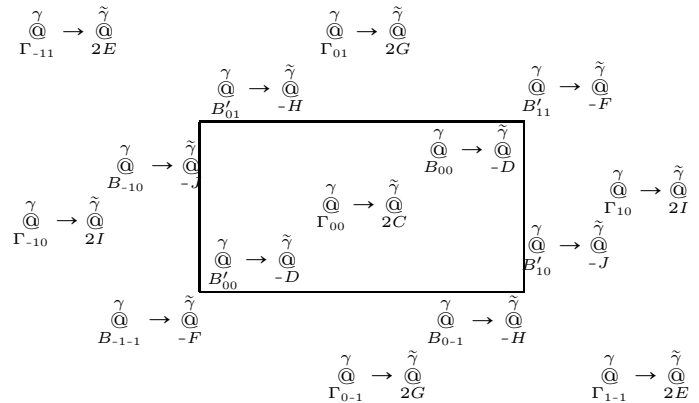 γ γ̃ γ γ̃
@ → @ @ → @
Γ-11 2E Γ01 2G
γ γ̃ γ γ̃
@ → @ @ → @
B′01 -H B′11 -F
γ γ̃ γ γ̃
@ → @ @ → @
B-10 -J B00 -D
γ γ̃ γ γ̃ γ γ̃
@ → @ @ → @ @ → @
Γ-10 2I Γ00 2C Γ10 2I
γ γ̃ γ γ̃
@ → @ @ → @
B′00 -D B′10 -J
γ γ̃ γ γ̃
@ → @ @ → @
B-1-1 -F B0-1 -H
γ γ̃ γ γ̃
@ → @ @ → @
Γ0-1 2G Γ1-1 2E